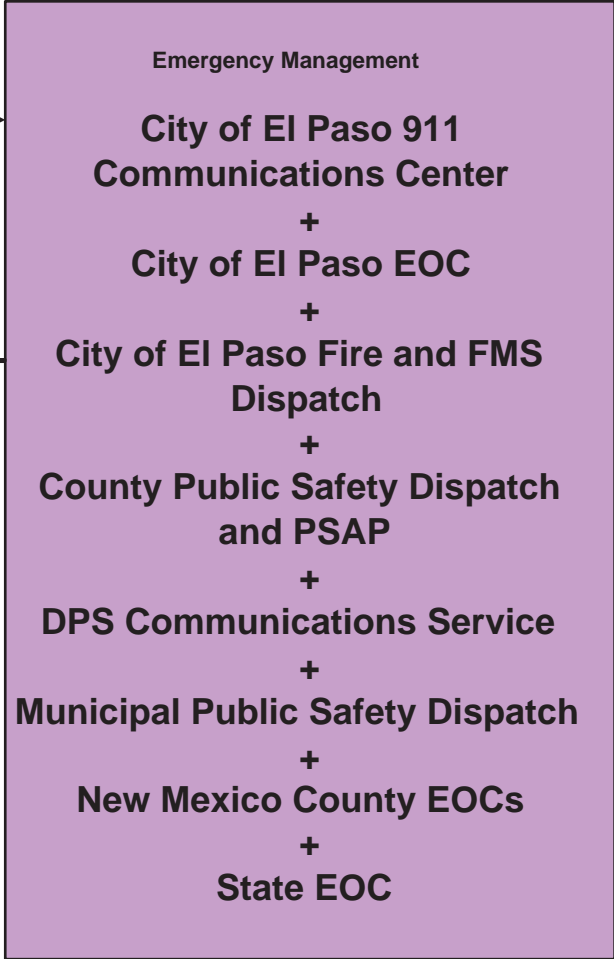 Emergency Management
City of El Paso 911
Communications Center
+
City of El Paso EOC
+
City of El Paso Fire and FMS
Dispatch
+
County Public Safety Dispatch
and PSAP
+
DPS Communications Service
+
Municipal Public Safety Dispatch
+
New Mexico County EOCs
+
State EOC